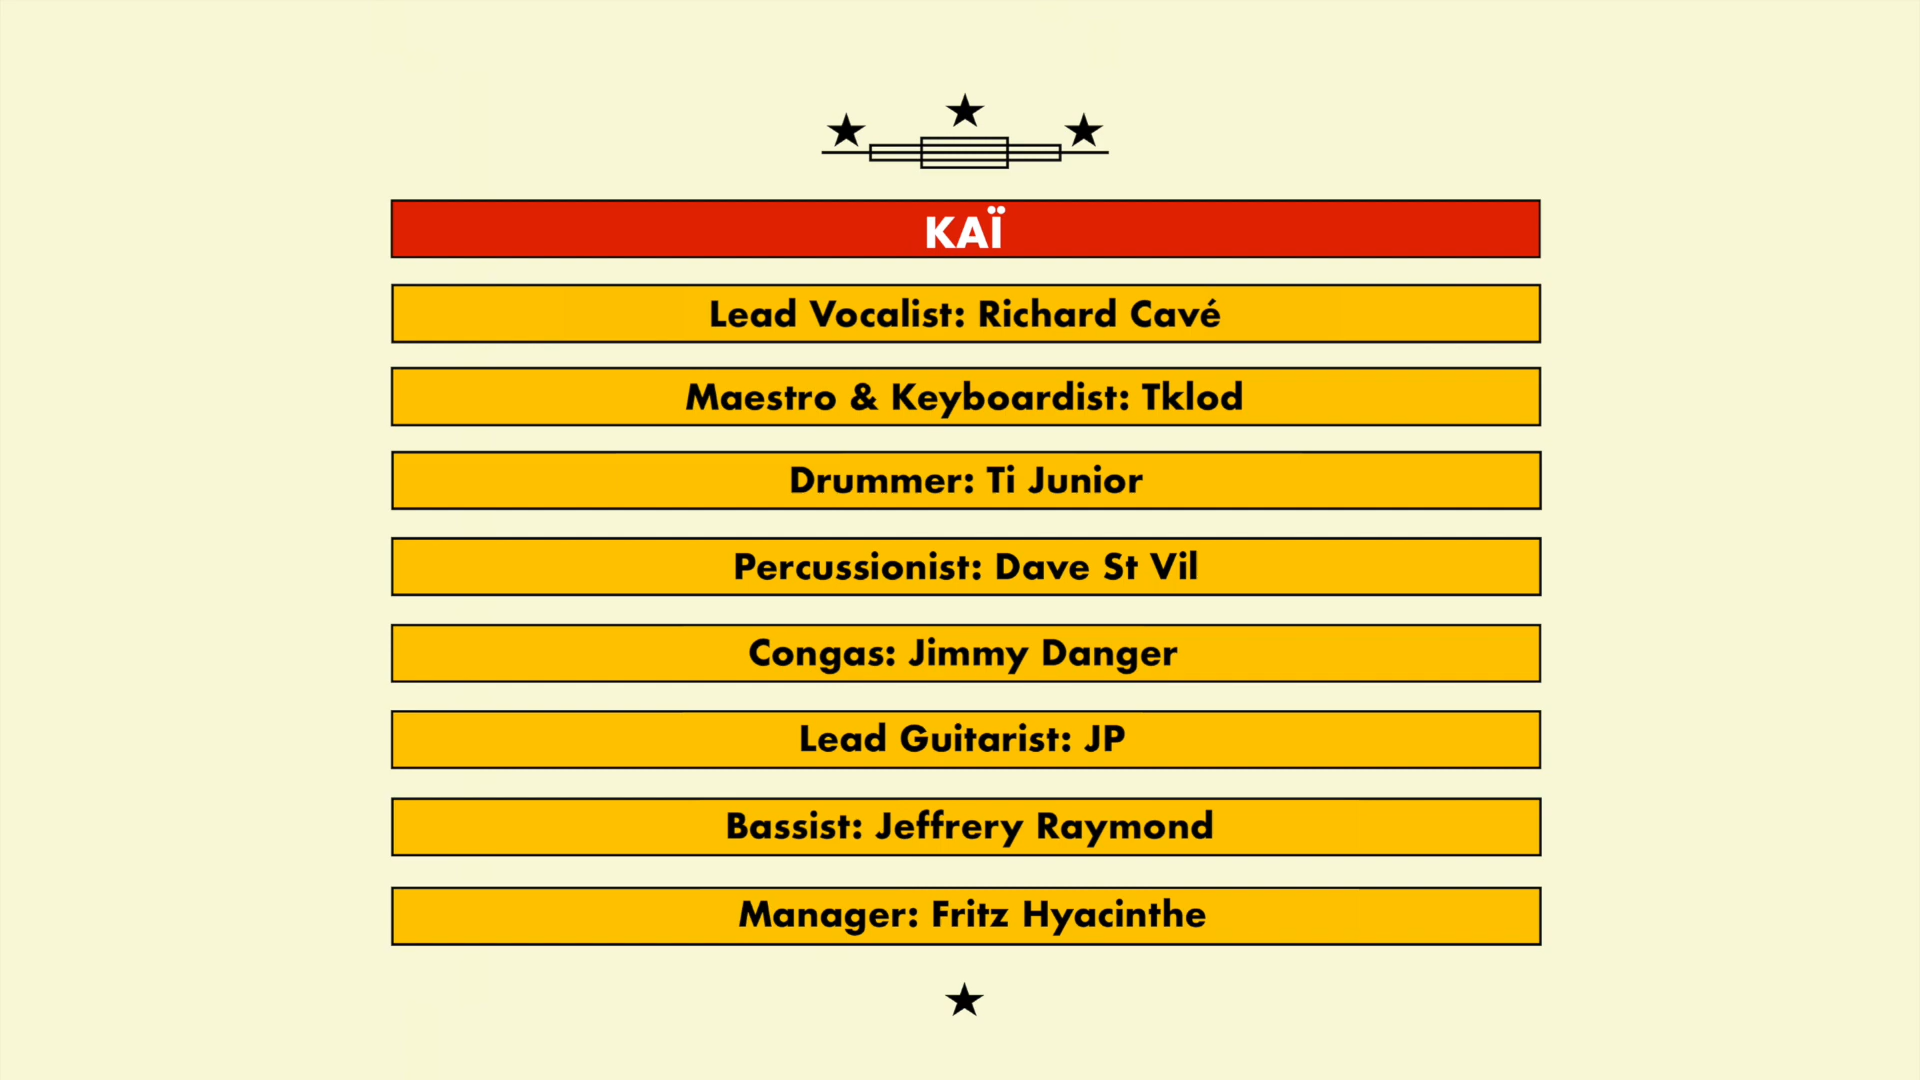 KAÏ
Lead Vocalist: Richard Cavé
Maestro & Keyboardist: Tklod
Drummer: Ti Junior
Percussionist: Dave St Vil
Congas: Jimmy Danger
Lead Guitarist: JP
Bassist: Jeffrery Raymond
Manager: Fritz Hyacinthe